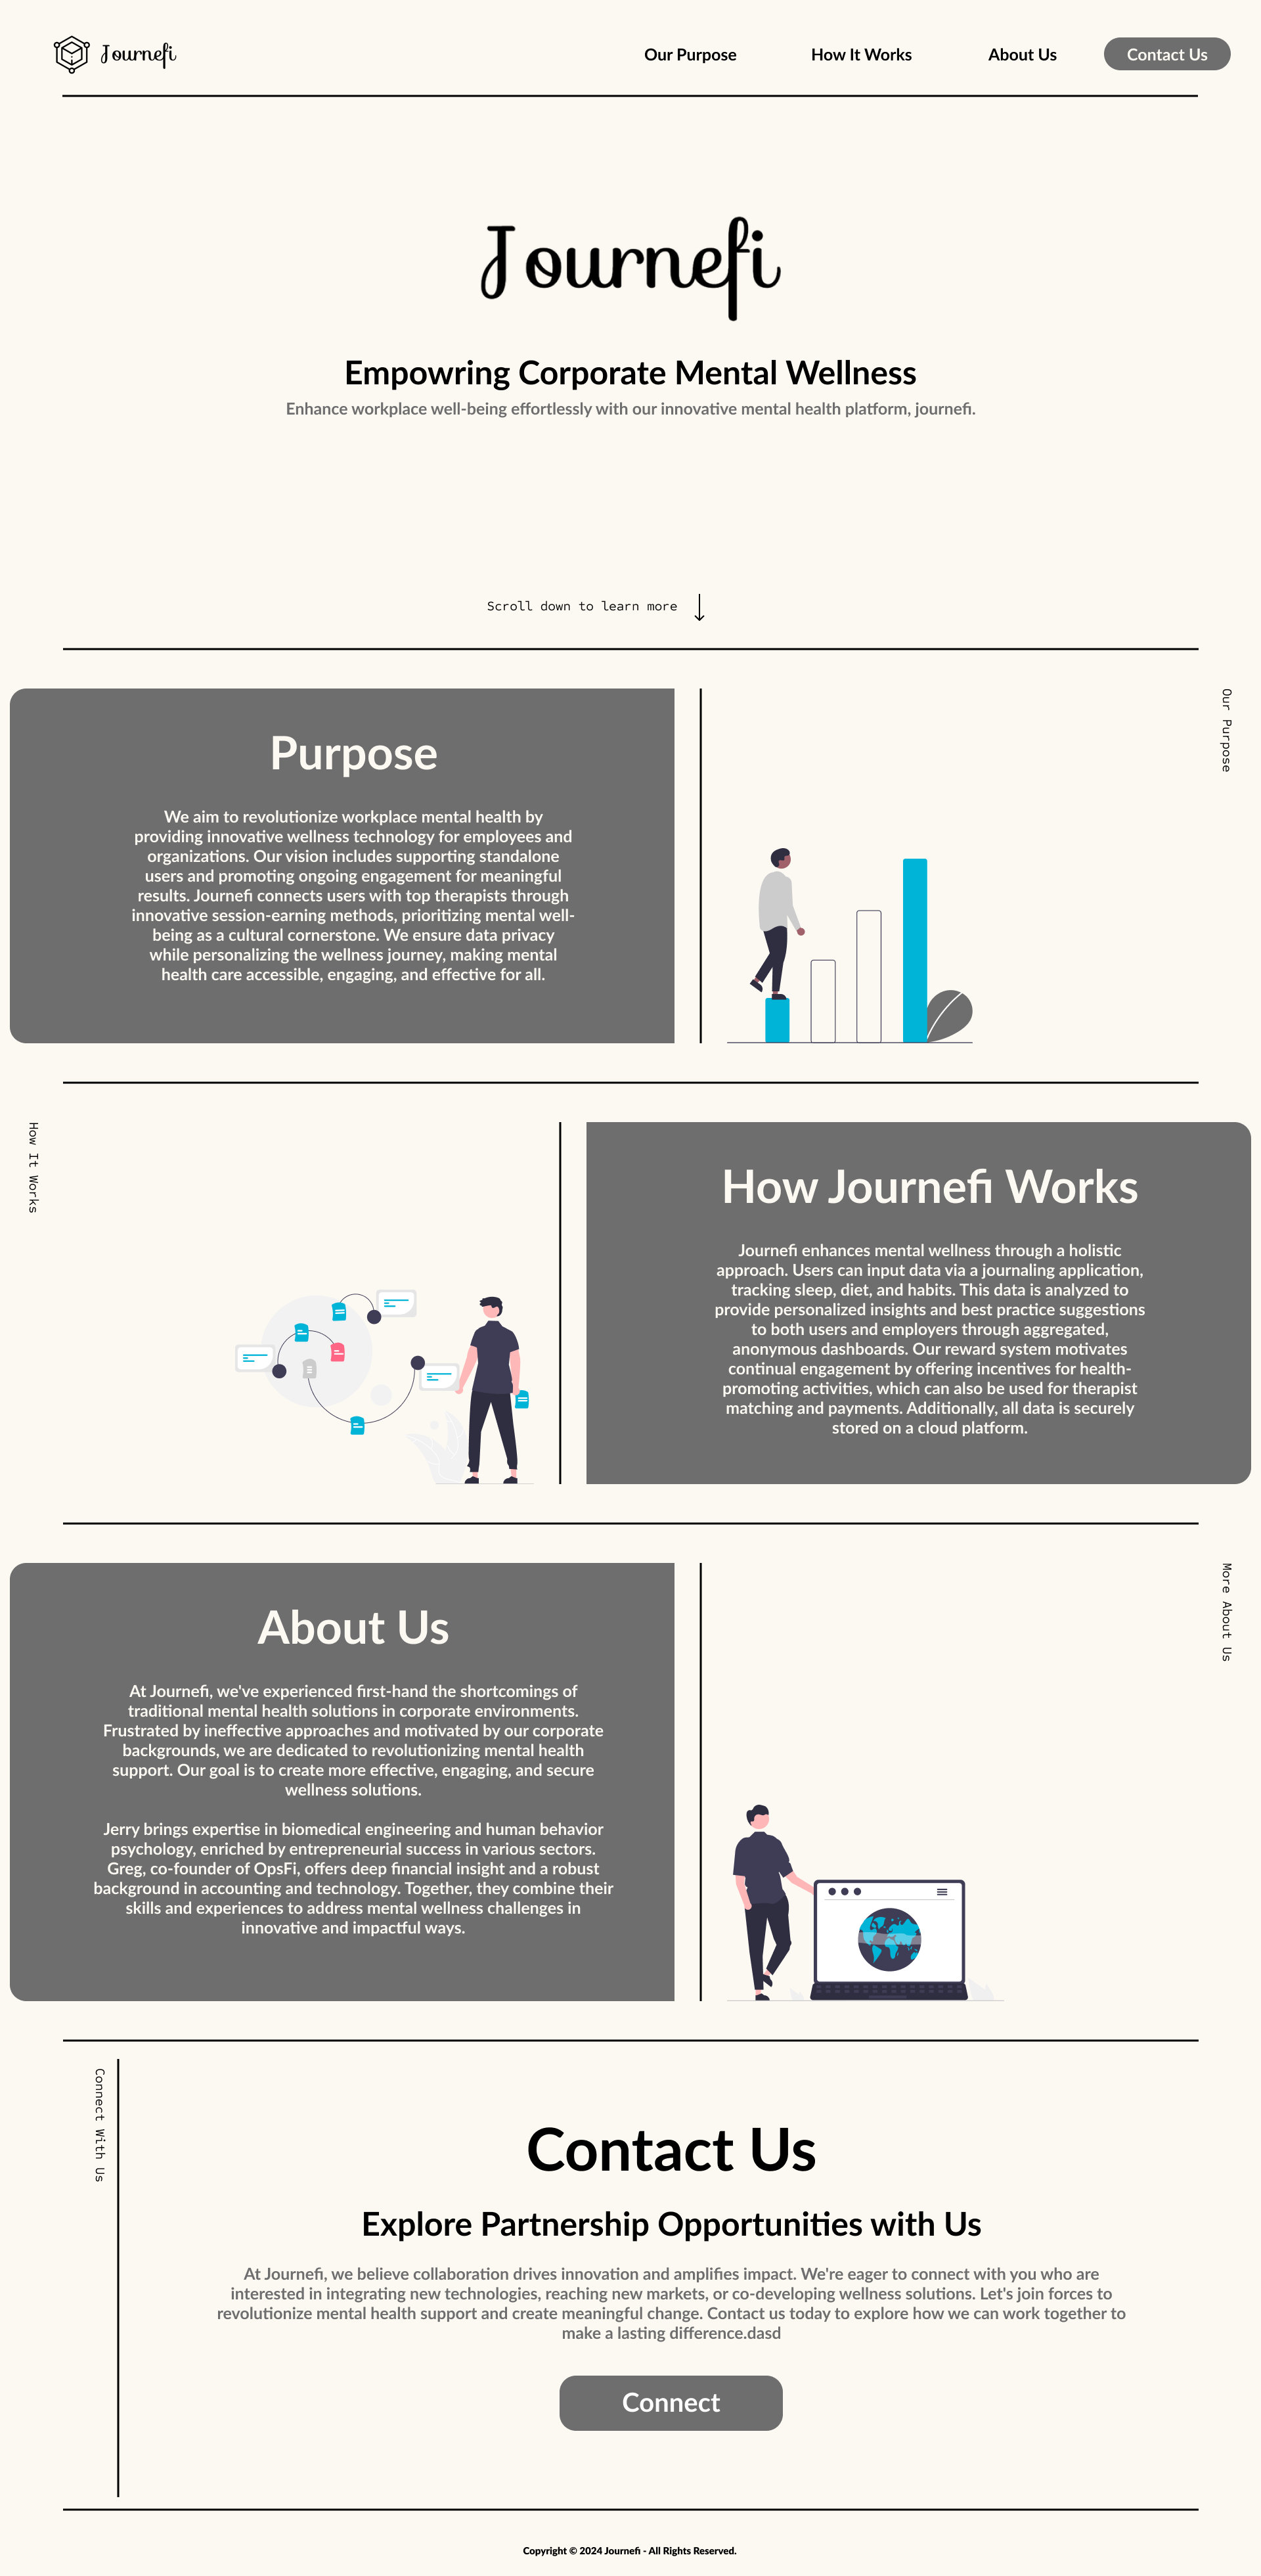 Journefi
Our Purpose
How It Works
About Us
Contact Us
Journefi
Empowring Corporate Mental Wellness
Enhance workplace well-being effortlessly with our innovative mental health platform, journefi.
Scroll down to learn more
Our Purpose
Purpose
We aim to revolutionize workplace mental health by
providing innovative wellness technology for employees and
organizations. Our vision includes supporting standalone
users and promoting ongoing engagement for meaningful
results. Journefi connects users with top therapists through
innovative session-earning methods, prioritizing mental well-
being as a cultural cornerstone. We ensure data privacy
while personalizing the wellness journey, making mental
health care accessible, engaging, and effective for all.
How It Works
How Journefi Works
Journefi enhances mental wellness through a holistic
approach. Users can input data via a journaling application,
tracking sleep, diet, and habits. This data is analyzed to
provide personalized insights and best practice suggestions
to both users and employers through aggregated,
anonymous dashboards. Our reward system motivates
continual engagement by offering incentives for health-
promoting activities, which can also be used for therapist
matching and payments. Additionally, all data is securely
stored on a cloud platform.
More About Us
About Us
At Journefi, we've experienced first-hand the shortcomings of
traditional mental health solutions in corporate environments.
Frustrated by ineffective approaches and motivated by our corporate
backgrounds, we are dedicated to revolutionizing mental health
support. Our goal is to create more effective, engaging, and secure
wellness solutions.
Jerry brings expertise in biomedical engineering and human behavior
psychology, enriched by entrepreneurial success in various sectors.
Greg, co-founder of OpsFi, offers deep financial insight and a robust
background in accounting and technology. Together, they combine their
skills and experiences to address mental wellness challenges in
innovative and impactful ways.
Connect With Us
Contact Us
Explore Partnership Opportunities with Us
At Journefi, we believe collaboration drives innovation and amplifies impact. We're eager to connect with you who are
interested in integrating new technologies, reaching new markets, or co-developing wellness solutions. Let's join forces to
revolutionize mental health support and create meaningful change. Contact us today to explore how we can work together to
make a lasting difference.dasd
Connect
Copyright © 2024 Journefi - All Rights Reserved.